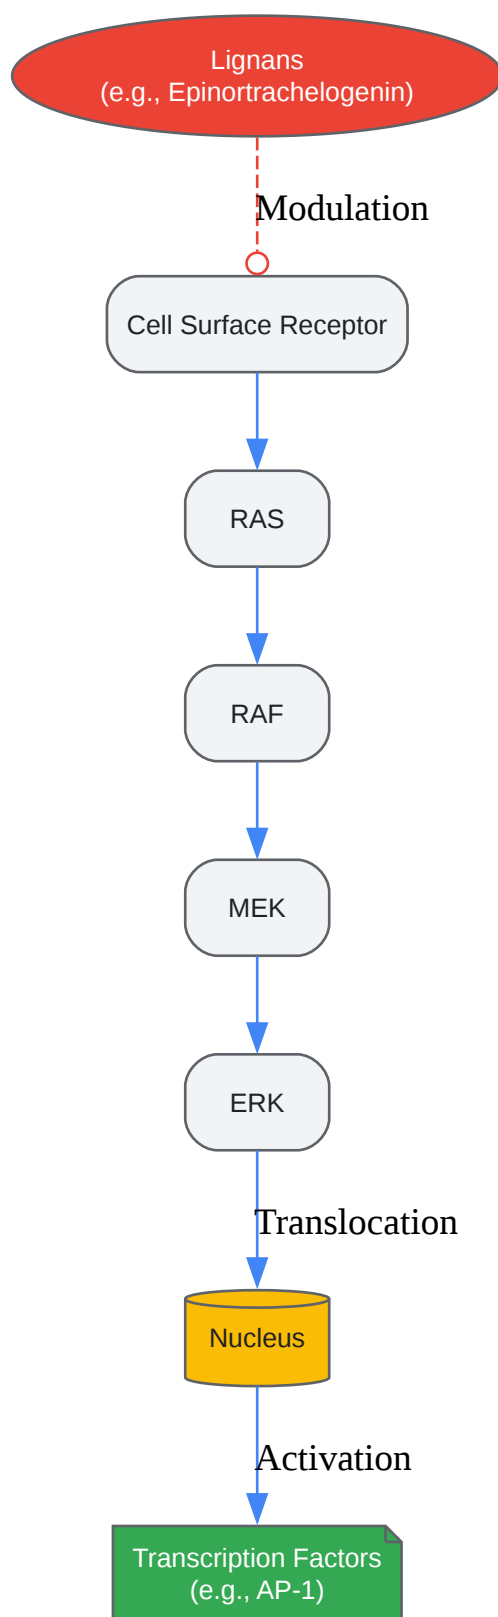 Lignans
(e.g., Epinortrachelogenin)
Modulation
Cell Surface Receptor
RAS
RAF
MEK
ERK
Translocation
Nucleus
Activation
Transcription Factors
(e.g., AP-1)